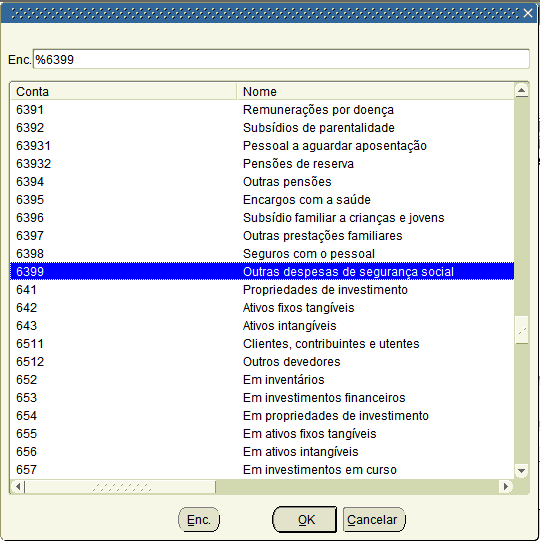 Enc. %6399
Conta Nome
6391 Remunerações por doença
6392 Subsídios de parentalidade
63931 Pessoal a aguardar aposentação
63932 Pensões de reserva
6394 Outras pensões
6395 Encargos com a saúde
6396 Subsídio familiar a crianças e jovens
6397 Outras prestações familiares
6398 Seguros com o pessoal
6399 Outras despesas de segurança social
641 Propriedades de investimento
642 Ativos fixos tangíveis
643 Ativos intangíveis
6511 Clientes, contribuintes e utentes
6512 Outros devedores
652 Em inventários
653 Em investimentos financeiros
654 Em propriedades de investimento
655 Em ativos fixos tangíveis
656 Em ativos intangíveis
657 Em investimentos em curso
Enc. OK Cancelar